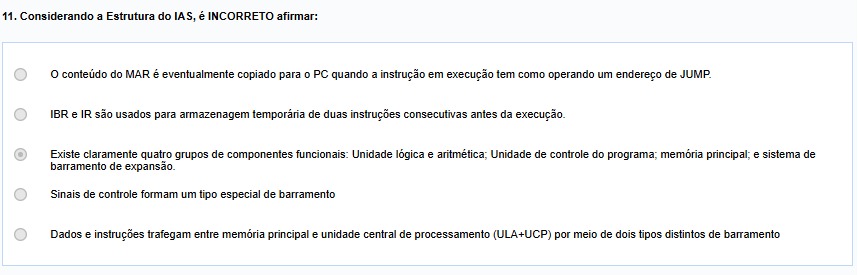 11. Considerando a Estrutura do IAS, é INCORRETO afirmar:
O conteúdo do MAR é eventualmente copiado para o PC quando a instrução em execução tem como operando um endereço de JUMP.
IBR e IR são usados para armazenagem temporária de duas instruções consecutivas antes da execução.
Existe claramente quatro grupos de componentes funcionais: Unidade lógica e aritmética; Unidade de controle do programa; memória principal; e sistema de
barramento de expansão.
Sinais de controle formam um tipo especial de barramento
Dados e instruções trafegam entre memória principal e unidade central de processamento (ULA+UCP) por meio de dois tipos distintos de barramento